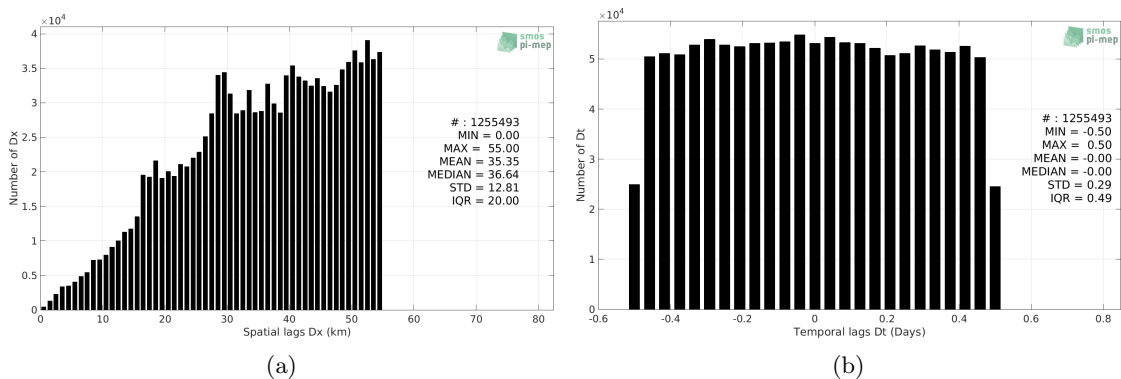 ×10⁴
4
3.5
3
2.5
2
1.5
1
0.5
0
Number of Dx
0 10 20 30 40 50 60 70 80
Spatial lags Dx (km)
smos
pi-mep
# : 1255493
MIN = 0.00
MAX = 55.00
MEAN = 35.35
MEDIAN = 36.64
STD = 12.81
IQR = 20.00
(a)
×10⁴
5
4
3
2
1
0
Number of Dt
-0.6 -0.4 -0.2 0 0.2 0.4 0.6 0.8
Temporal lags Dt (Days)
smos
pi-mep
# : 1255493
MIN = -0.50
MAX = 0.50
MEAN = -0.00
MEDIAN = -0.00
STD = 0.29
IQR = 0.49
(b)